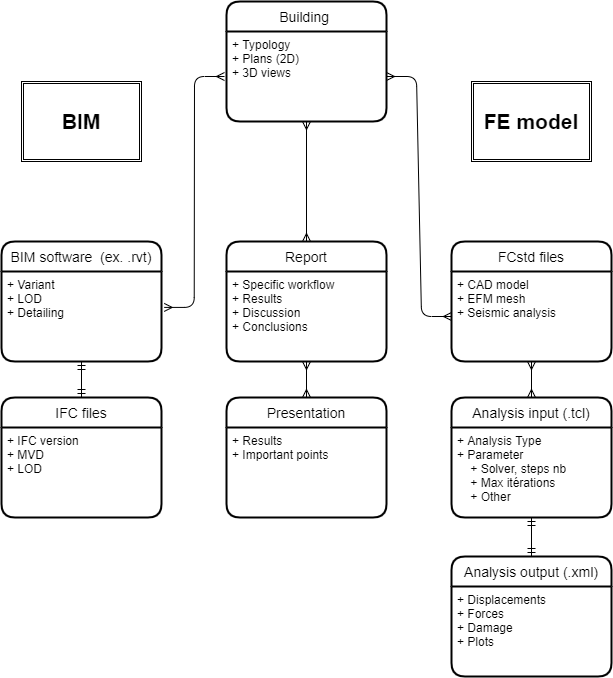 Building
+ Typology
+ Plans (2D)
+ 3D views
BIM
FE model
BIM software  (ex. .rvt)
+ Variant
+ LOD
+ Detailing
Report
+ Specific workflow
+ Results
+ Discussion
+ Conclusions
FCstd files
+ CAD model
+ EFM mesh
+ Seismic analysis
IFC files
+ IFC version
+ MVD
+ LOD
Presentation
+ Results
+ Important points
Analysis input (.tcl)
+ Analysis Type
+ Parameter
+ Solver, steps nb
+ Max itérations
+ Other
Analysis output (.xml)
+ Displacements
+ Forces
+ Damage
+ Plots